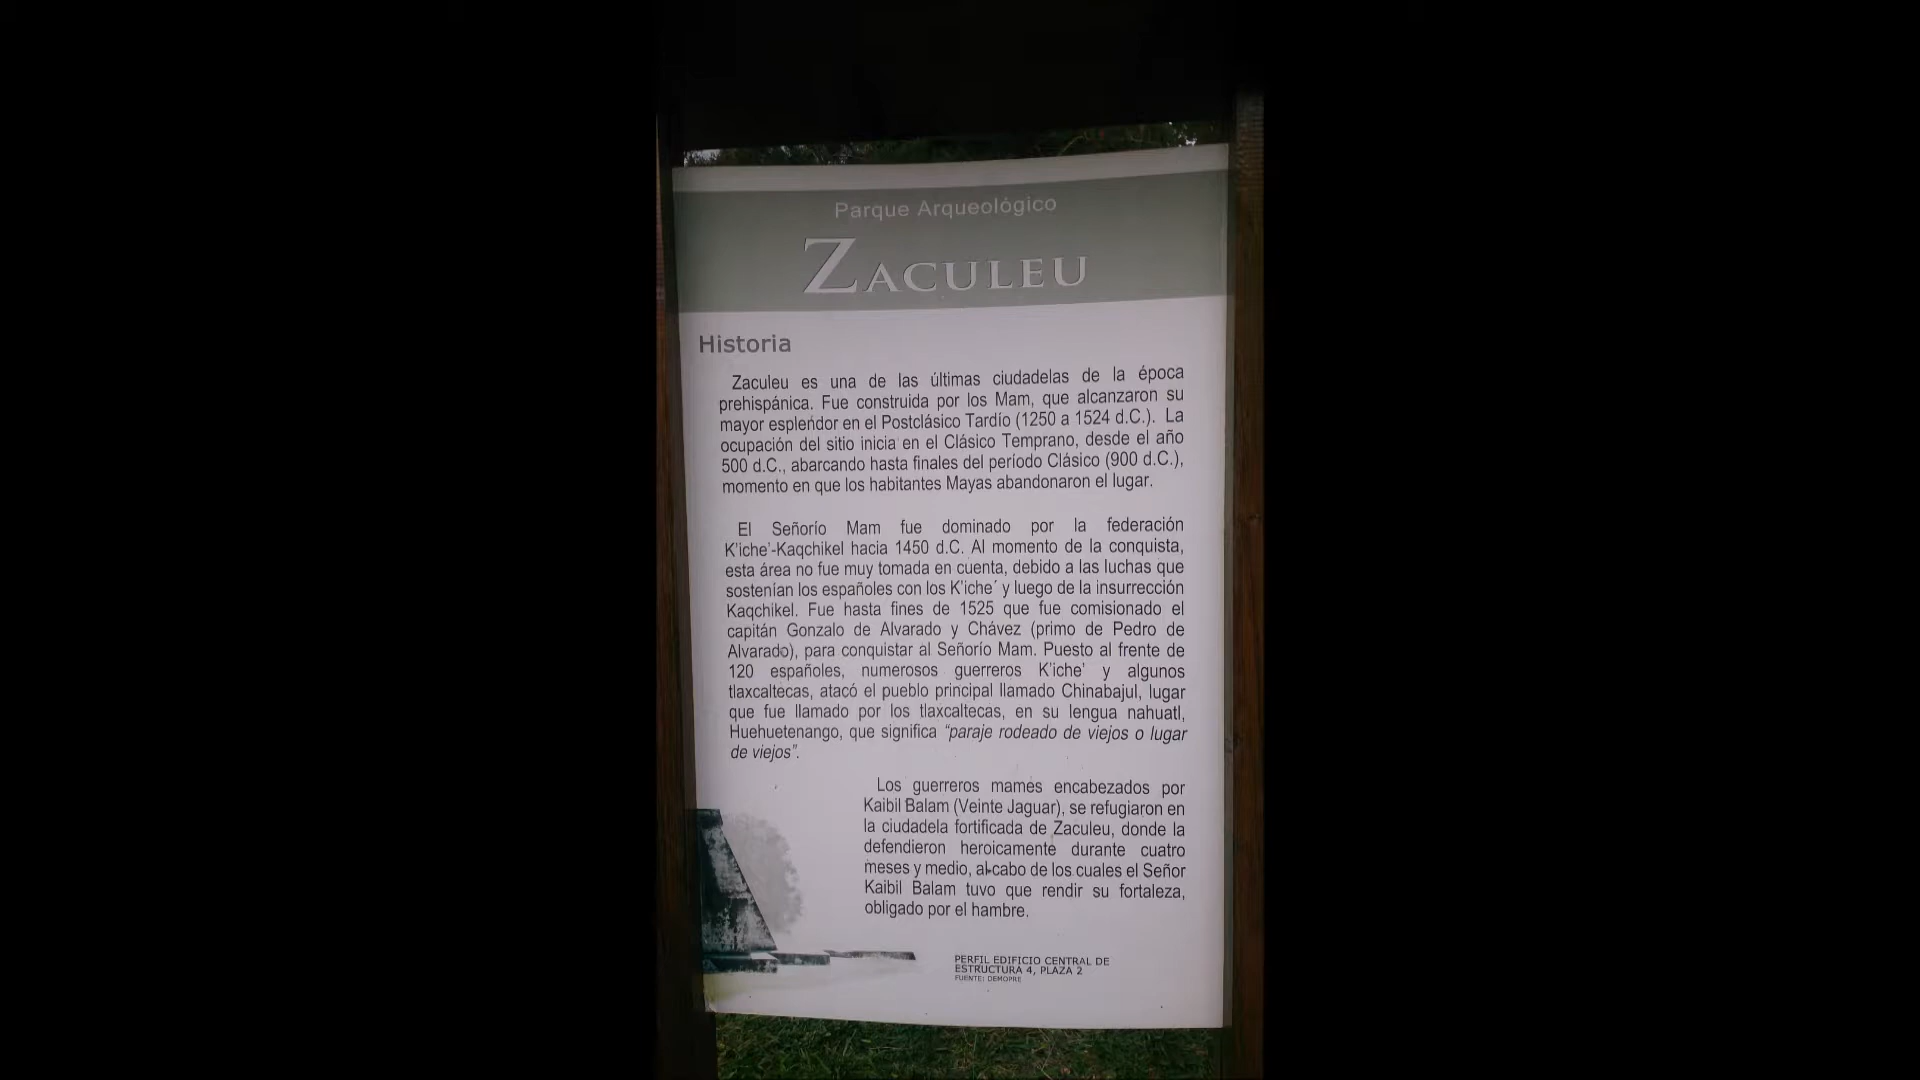 Parque Arqueológico
ZACULEU
Historia
Zaculeu es una de las últimas ciudadelas de la época
prehispánica. Fue construida por los Mam, que alcanzaron su
mayor esplendor en el Postclásico Tardío (1250 a 1524 d.C.). La
ocupación del sitio inicia en el Clásico Temprano, desde el año
500 d.C., abarcando hasta finales del período Clásico (900 d.C.),
momento en que los habitantes Mayas abandonaron el lugar.
El Señorío Mam fue dominado por la federación
K'iche'-Kaqchikel hacia 1450 d.C. Al momento de la conquista,
esta área no fue muy tomada en cuenta, debido a las luchas que
sostenían los españoles con los K'iche´ y luego de la insurrección
Kaqchikel. Fue hasta fines de 1525 que fue comisionado el
capitán Gonzalo de Alvarado y Chávez (primo de Pedro de
Alvarado), para conquistar al Señorío Mam. Puesto al frente de
120 españoles, numerosos guerreros K'iche' y algunos
tlaxcaltecas, atacó el pueblo principal llamado Chinabajul, lugar
que fue llamado por los tlaxcaltecas, en su lengua nahuatl,
Huehuetenango, que significa "paraje rodeado de viejos o lugar
de viejos".
Los guerreros mames encabezados por
Kaibil Balam (Veinte Jaguar), se refugiaron en
la ciudadela fortificada de Zaculeu, donde la
defendieron heroicamente durante cuatro
meses y medio, al cabo de los cuales el Señor
Kaibil Balam tuvo que rendir su fortaleza,
obligado por el hambre.
PERFIL EDIFICIO CENTRAL DE
ESTRUCTURA 4, PLAZA 2
FUENTE: DEMOPRE